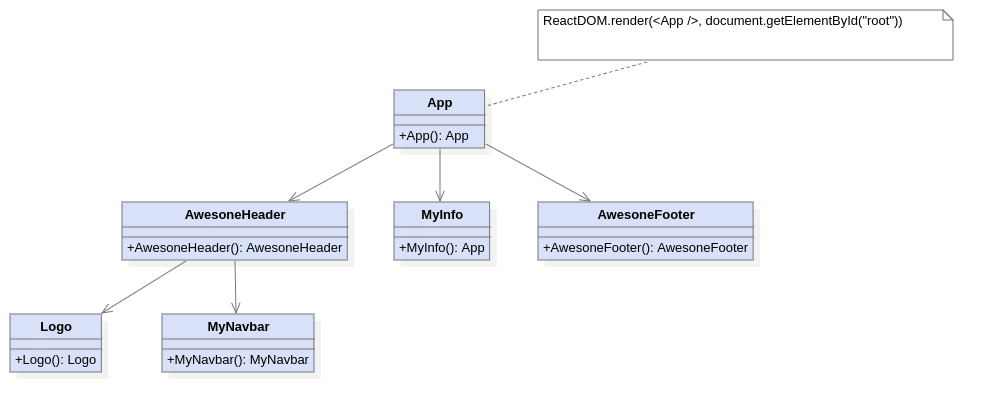 ReactDOM.render(<App />, document.getElementById("root"))
App
+App(): App
AwesoneHeader
+AwesoneHeader(): AwesoneHeader
MyInfo
+MyInfo(): App
AwesoneFooter
+AwesoneFooter(): AwesoneFooter
Logo
+Logo(): Logo
MyNavbar
+MyNavbar(): MyNavbar